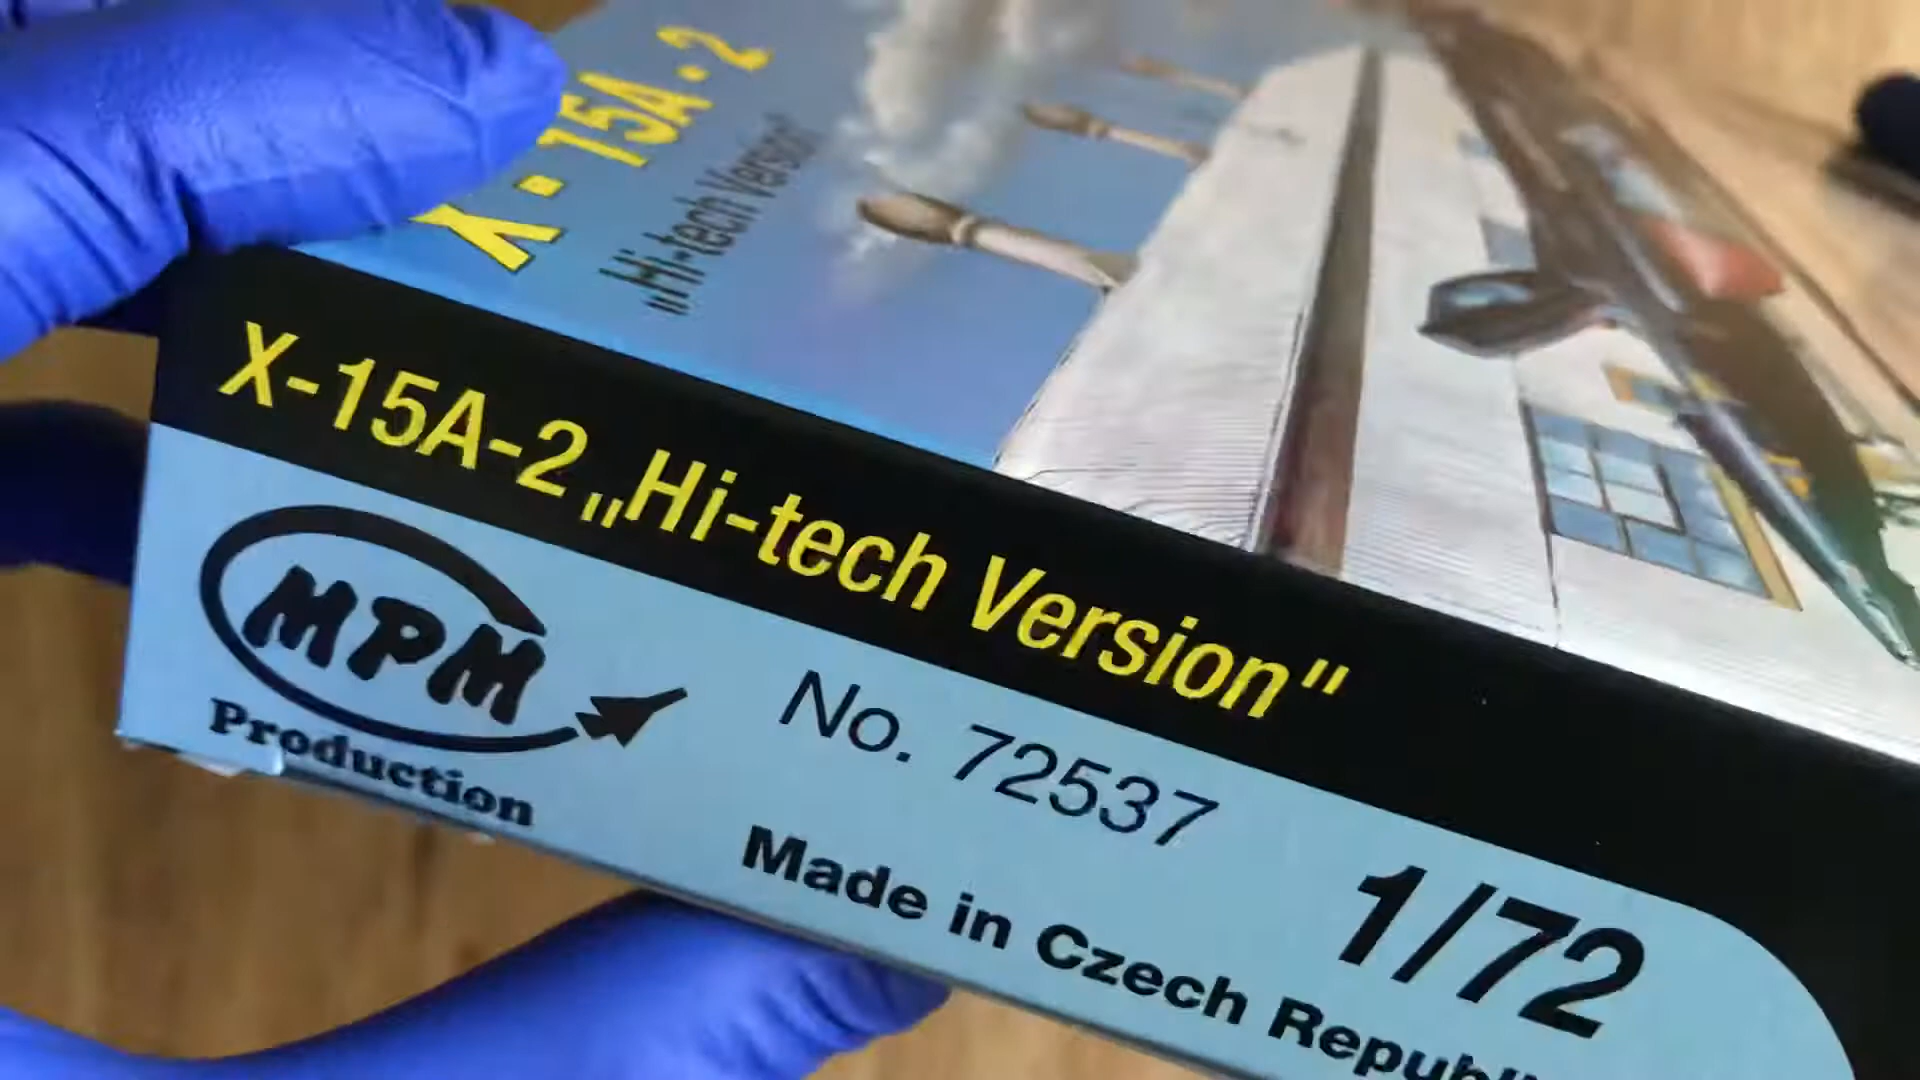 X-15A-2
„Hi-tech Version
X-15A-2 „Hi-tech Version"
MPM
Production
No. 72537
1/72
Made in Czech Republi